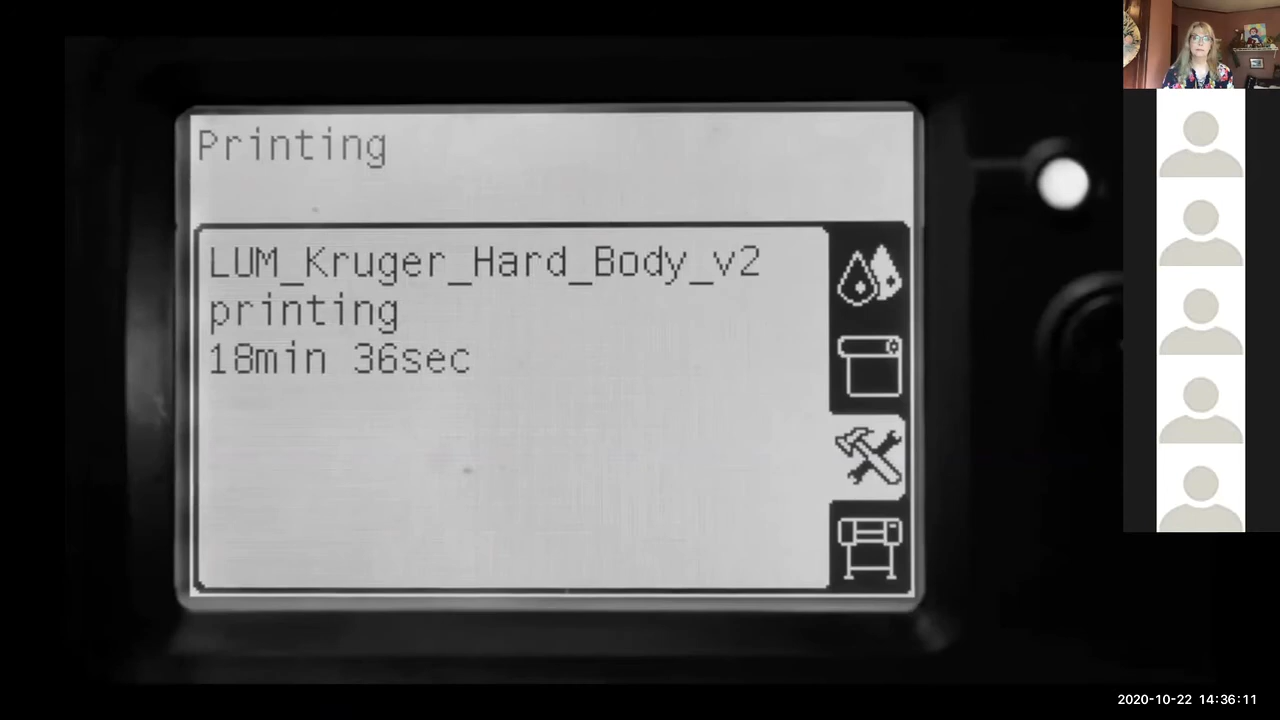 Printing
LUM_Kruger_Hard_Body_v2
printing
18min 36sec
2020-10-22 14:36:11